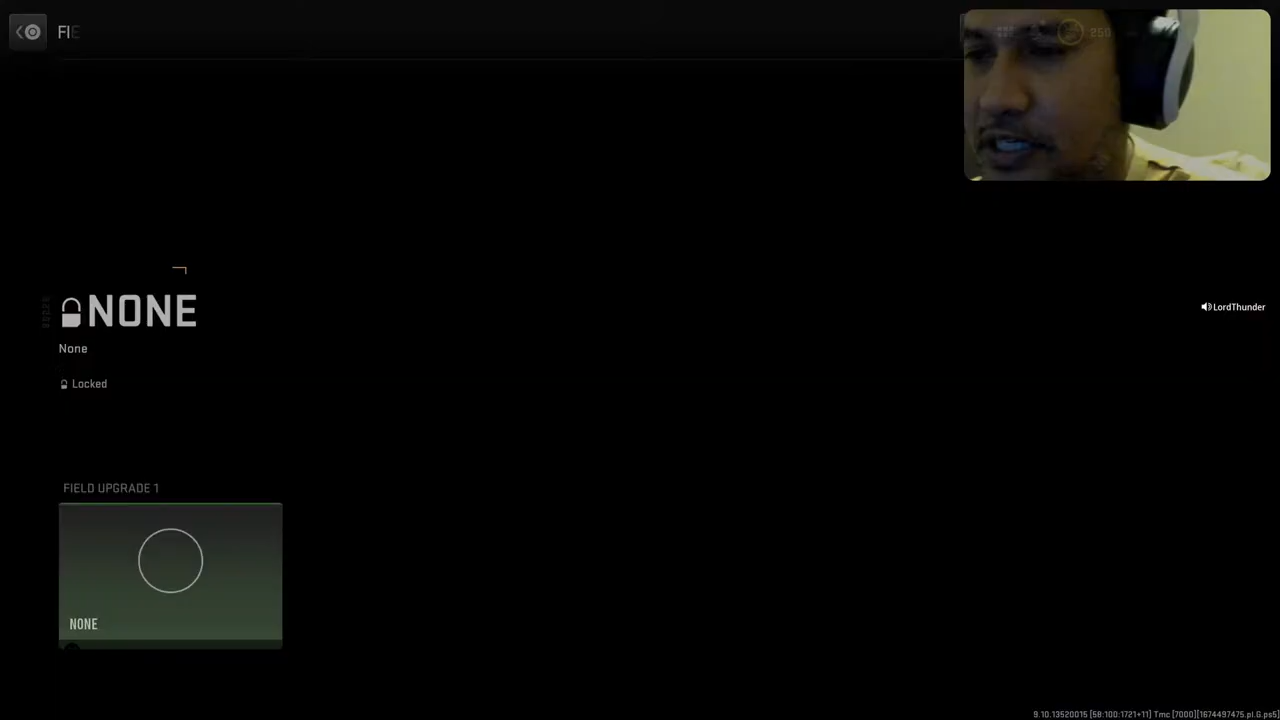 FIE
250
NONE
None
Locked
LordThunder
FIELD UPGRADE 1
NONE
9.10.13520015 [58:100:1721+11] Tmc [7000][1674497475.pl.G.ps5]